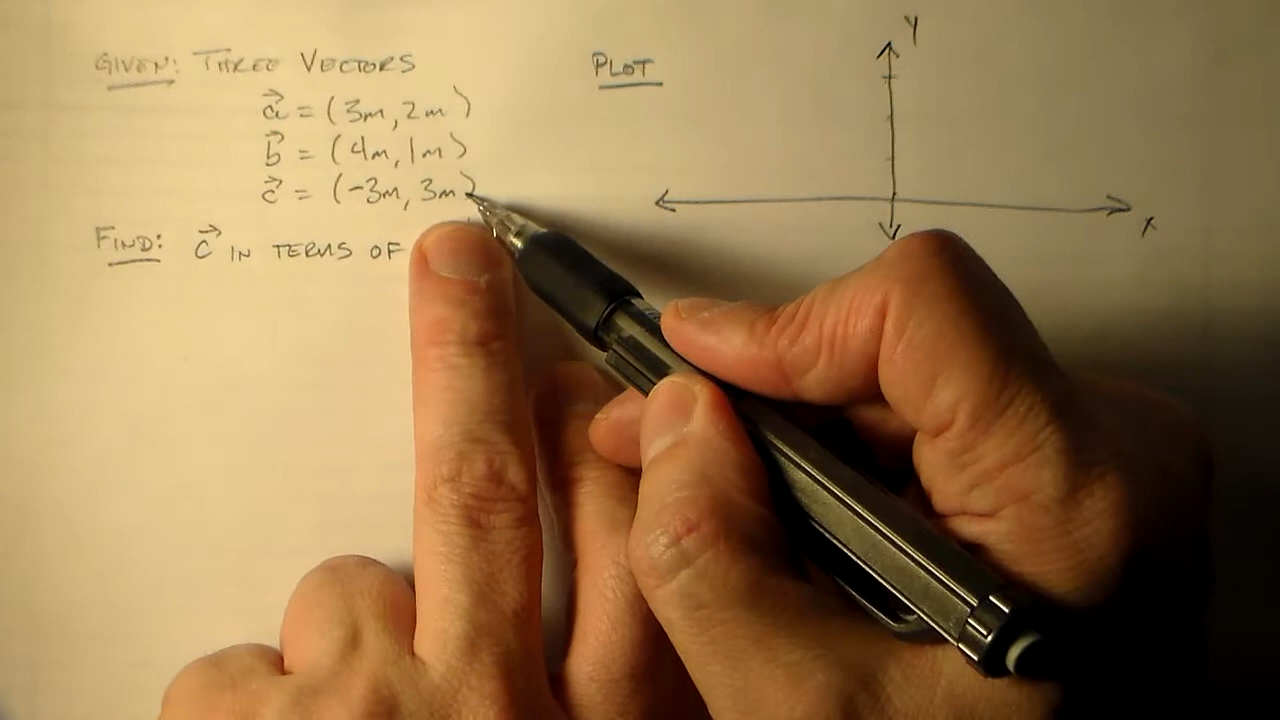 GIVEN: THREE VECTORS
a⃗ = (3m, 2m)
b⃗ = (4m, 1m)
c⃗ = (-3m, 3m)
FIND: c⃗ IN TERMS OF
PLOT
Y
X